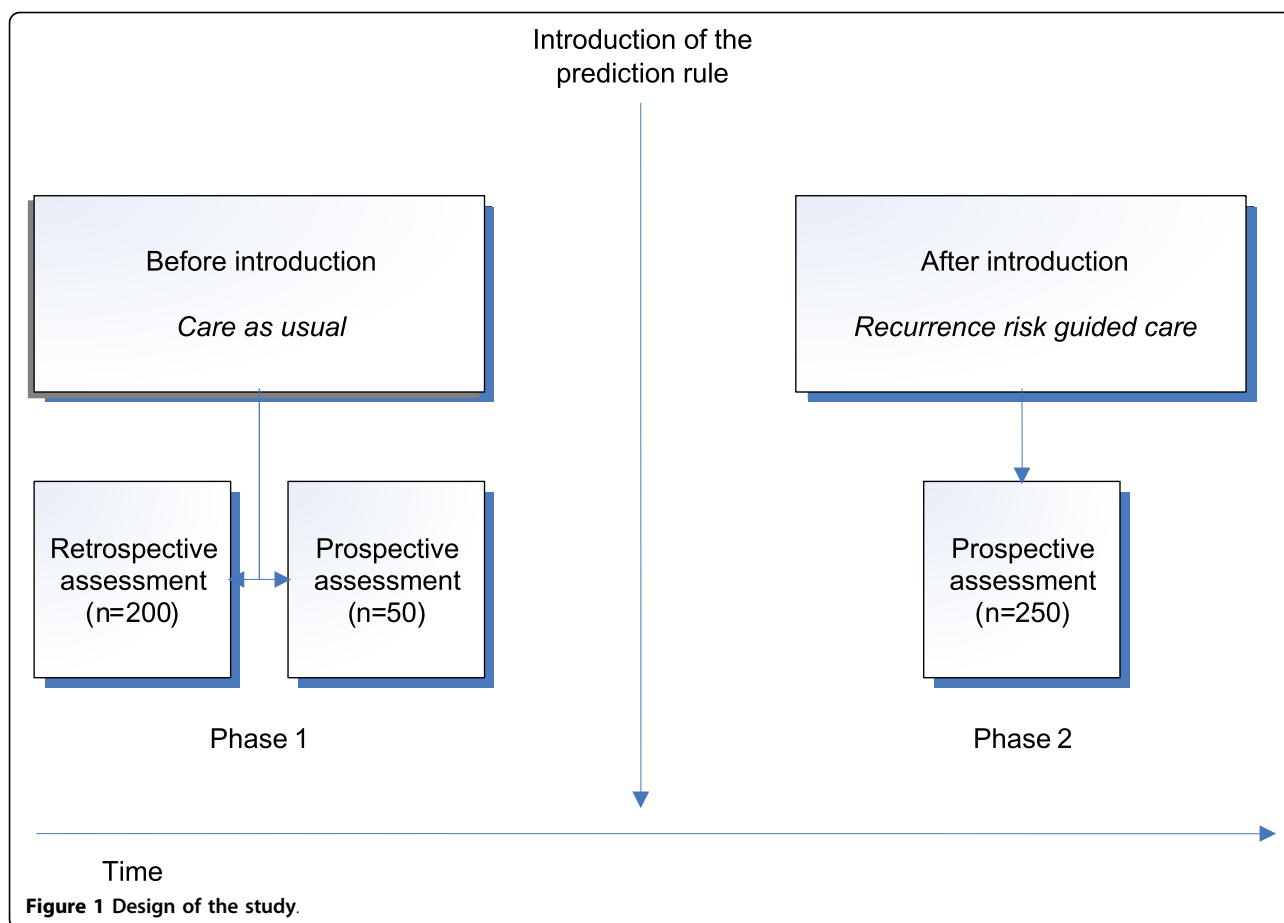 Introduction of the
prediction rule
Before introduction
Care as usual
After introduction
Recurrence risk guided care
Retrospective
assessment
(n=200)
Prospective
assessment
(n=50)
Prospective
assessment
(n=250)
Phase 1
Phase 2
Time
Figure 1 Design of the study.